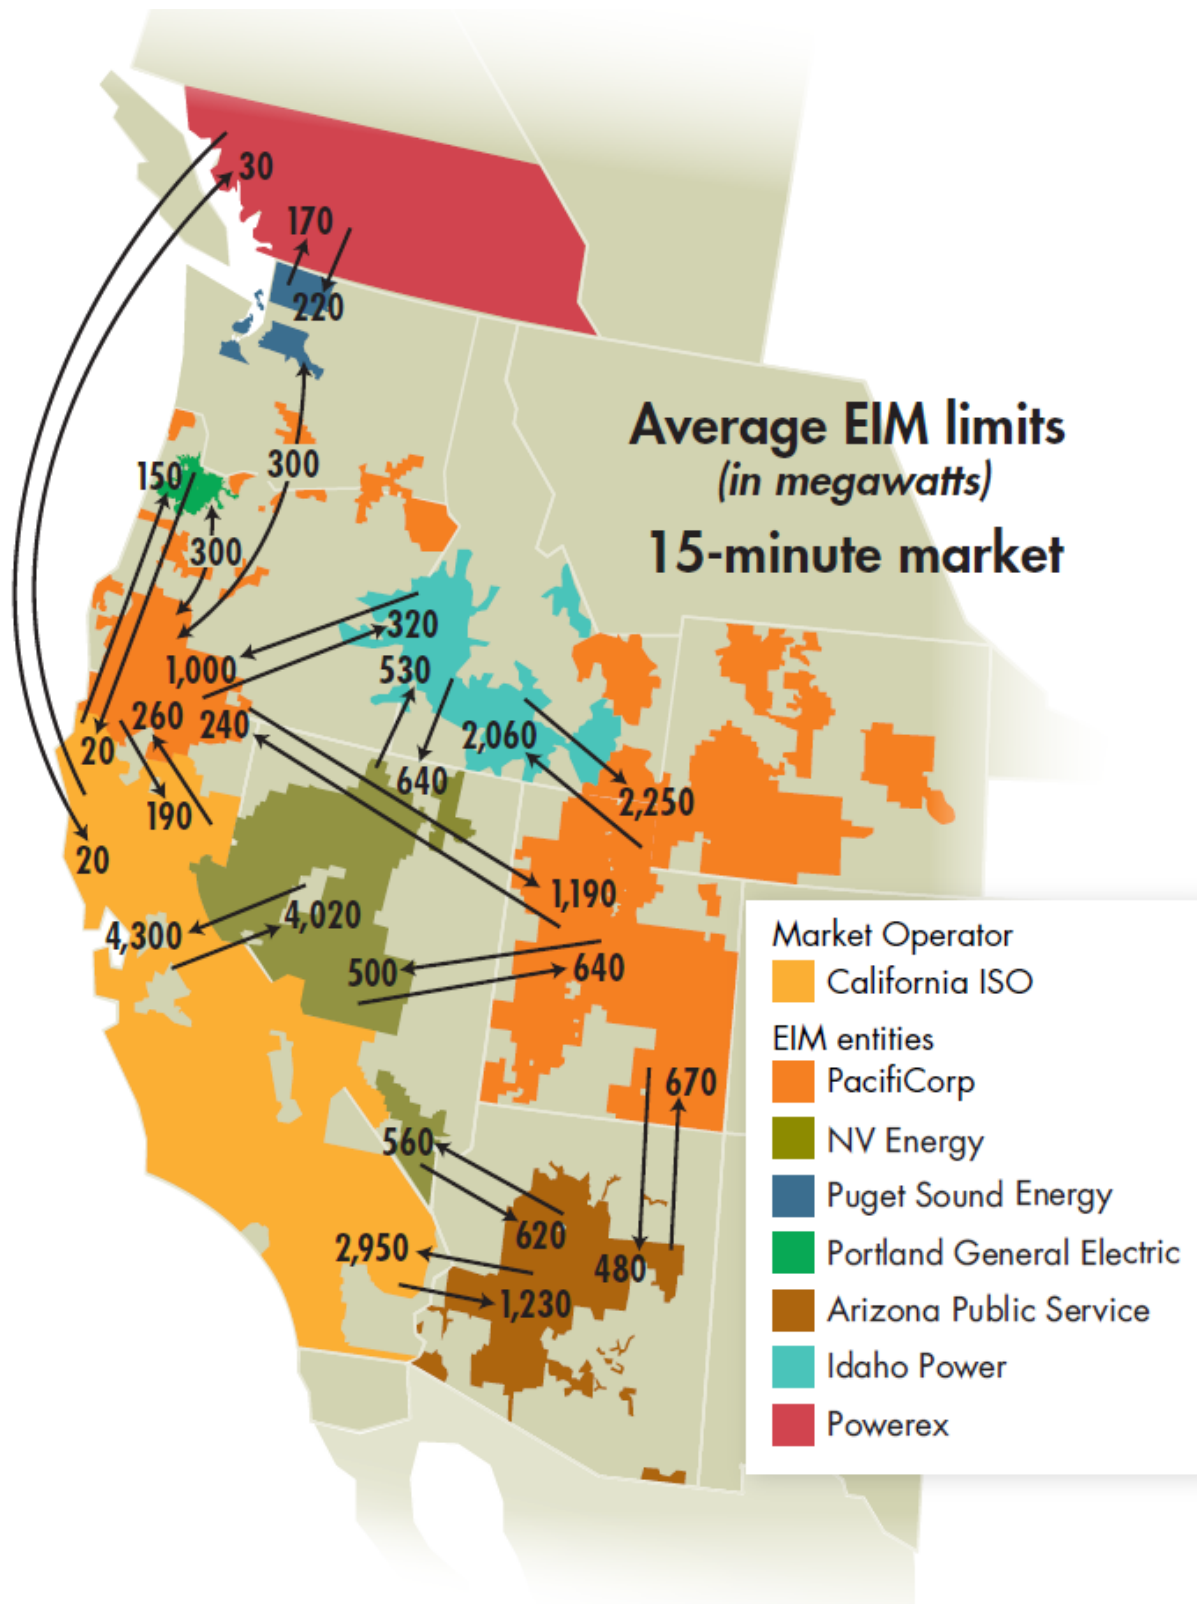 30
170
220
Average EIM limits
(in megawatts)
15-minute market
150
300
300
320
1,000
530
260
240
20
2,060
640
190
2,250
20
1,190
4,020
4,300
500
640
670
560
620
2,950
480
1,230
Market Operator
California ISO
EIM entities
PacifiCorp
NV Energy
Puget Sound Energy
Portland General Electric
Arizona Public Service
Idaho Power
Powerex